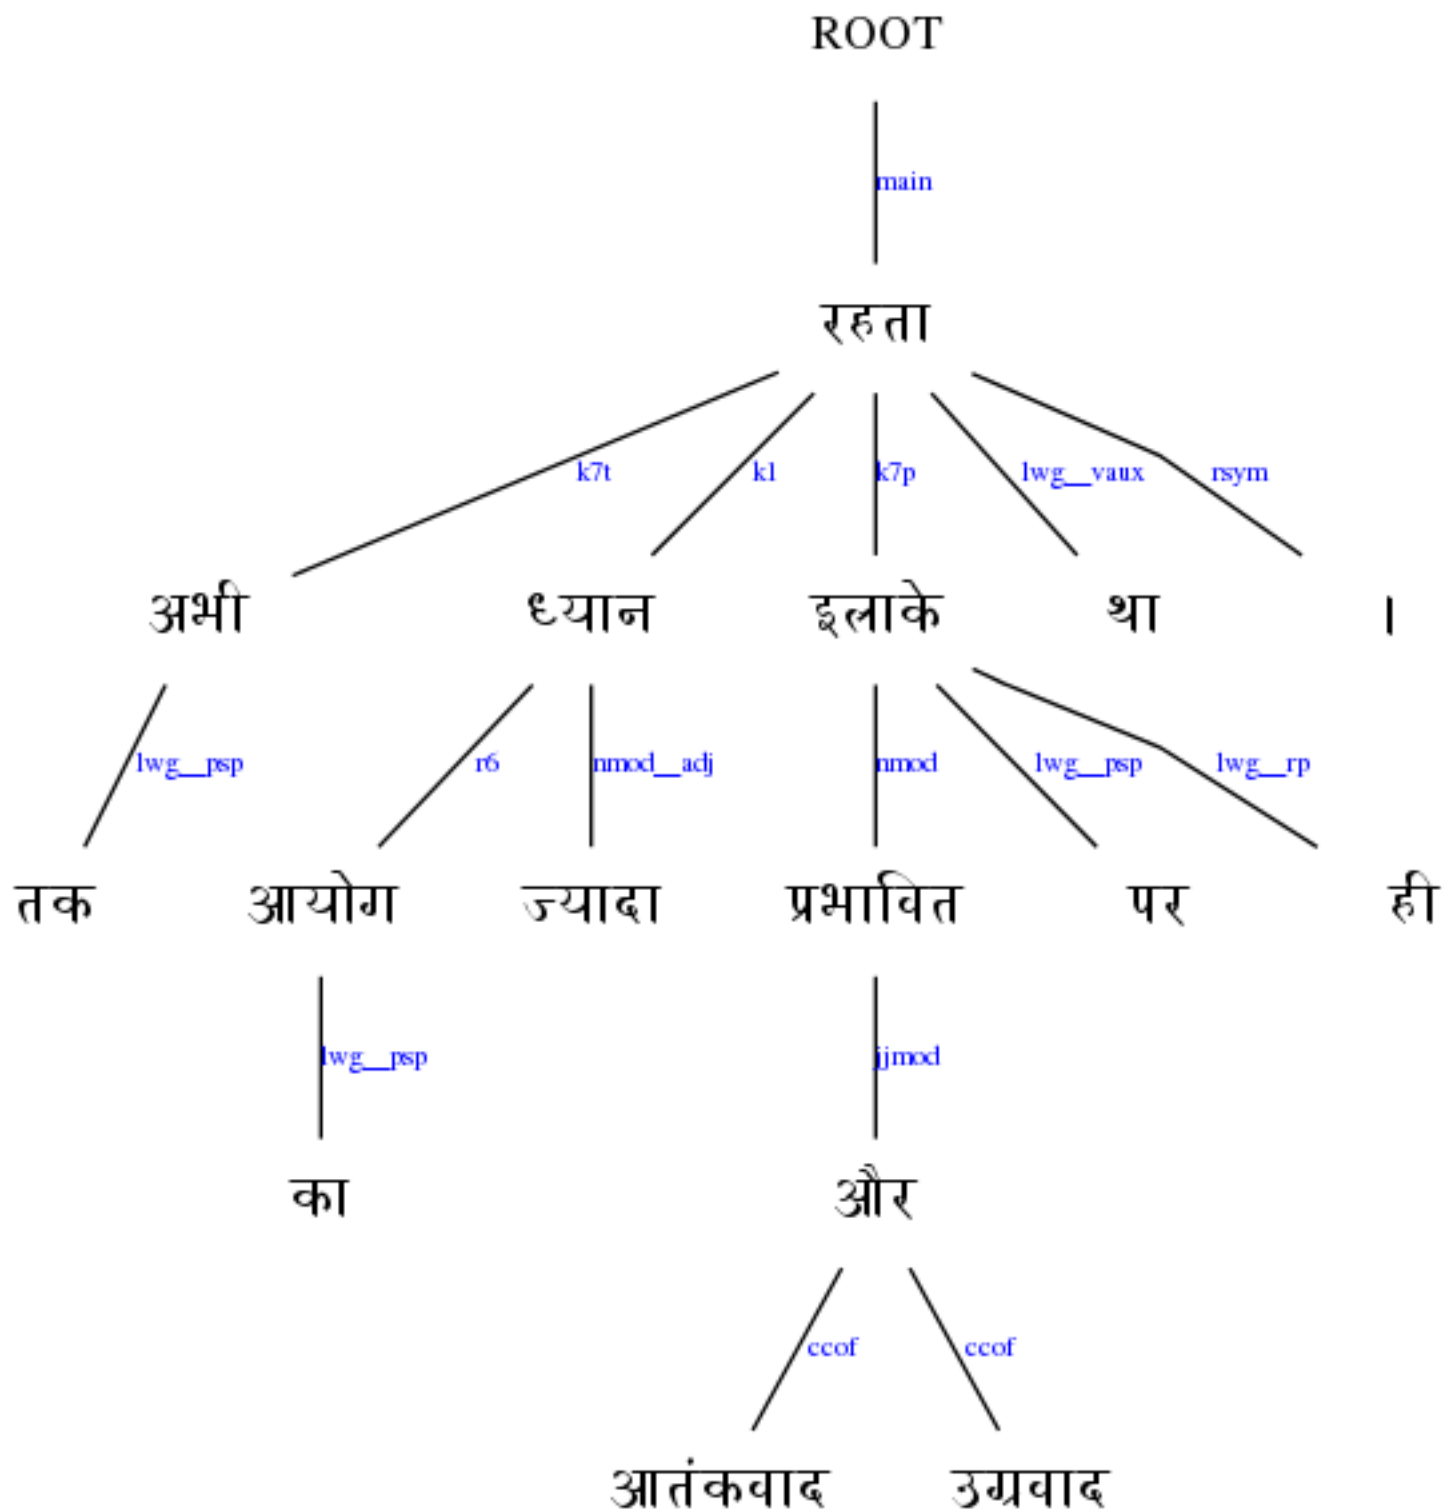 ROOT
main
रहता
k7t k1 k7p lwg__vaux rsym
अभी ध्यान इलाके था ।
lwg__psp r6 nmod__adj nmod lwg__psp lwg__rp
तक आयोग ज्यादा प्रभावित पर ही
lwg__psp jjmod
का और
ccof ccof
आतंकवाद उग्रवाद